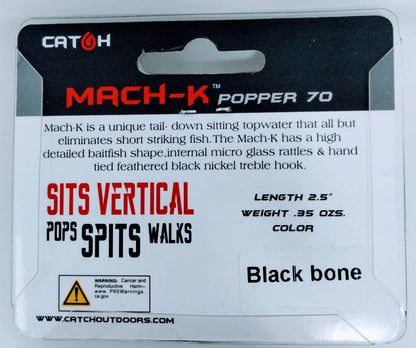 CATCH
MACH-K™ POPPER 70
Mach-K is a unique tail- down sitting topwater that all but
eliminates short striking fish.The Mach-K has a high
detailed baitfish shape,internal micro glass rattles & hand
tied feathered black nickel treble hook.
SITS VERTICAL
POPS SPITS WALKS
LENGTH 2.5"
WEIGHT .35 OZS.
COLOR
Black bone
WARNING: Cancer and
Reproductive Harm–
www. P65Warnings.
ca.gov
WWW.CATCHOUTDOORS.COM